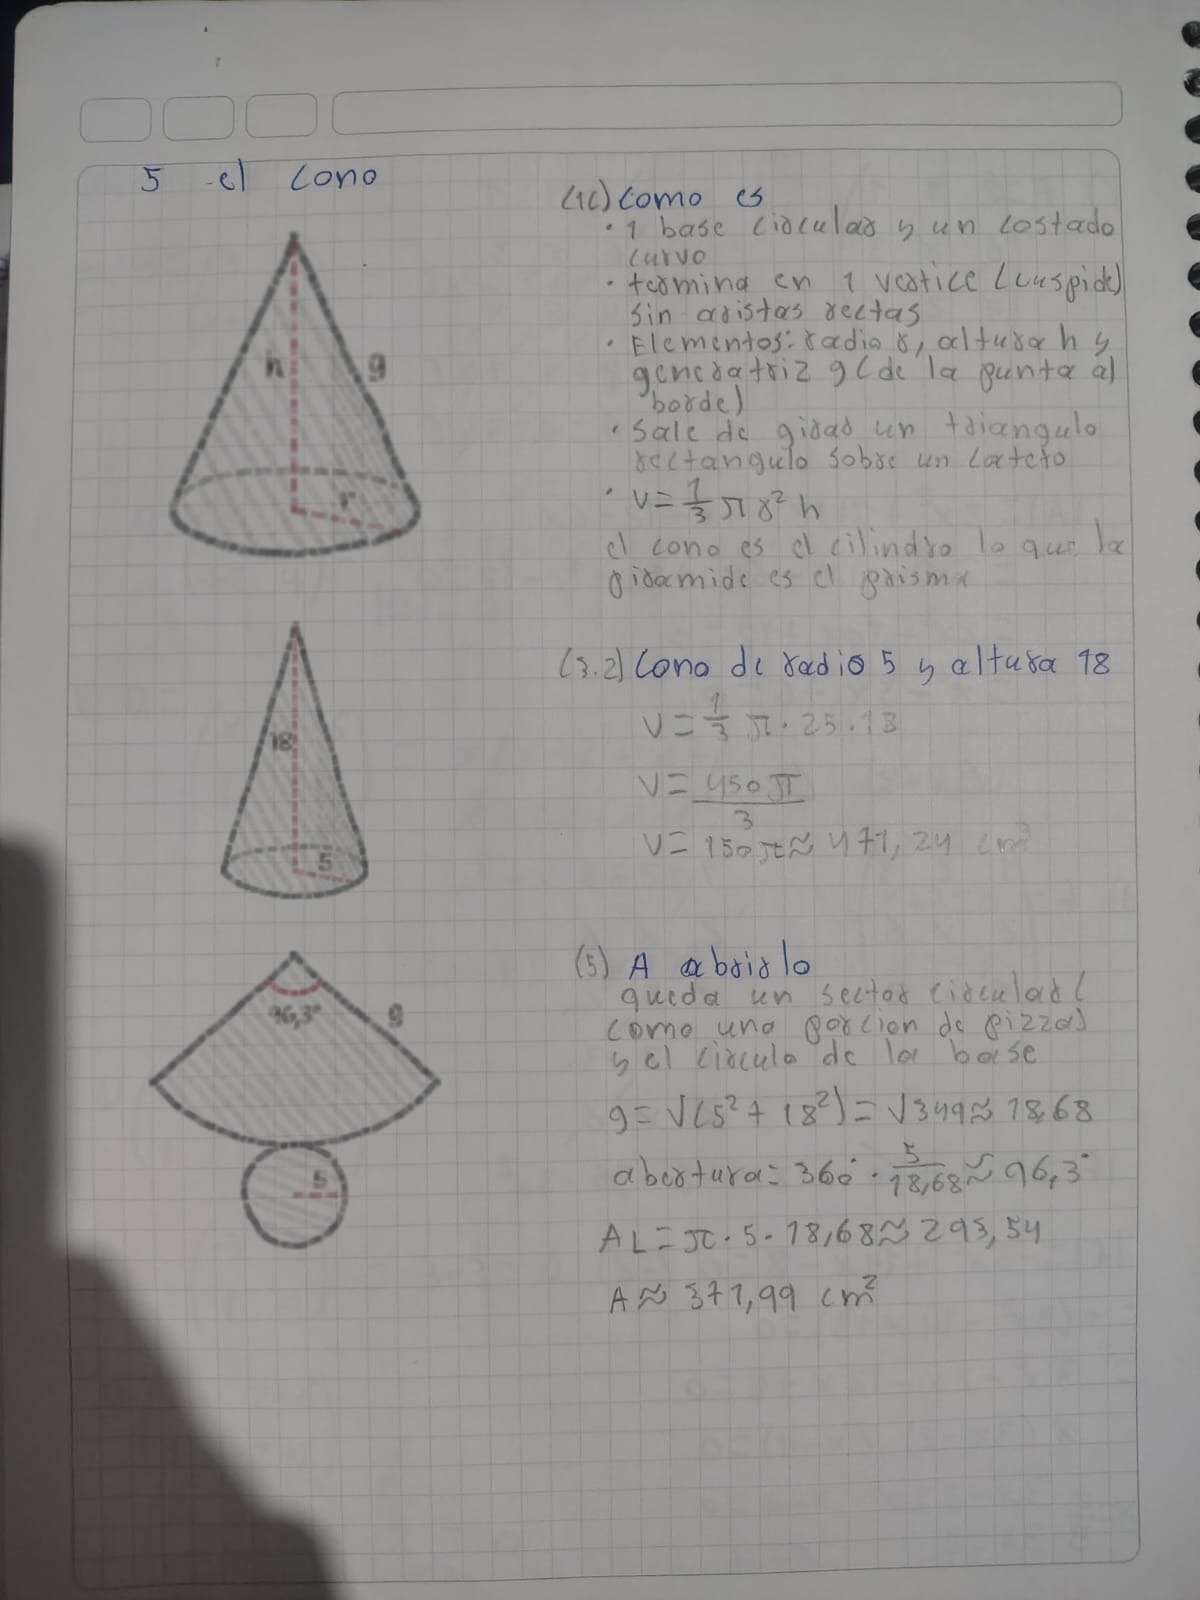 5 el cono
h
g
r
(1c) como es
• 1 base circular y un costado
curvo
• termina en 1 vertice (cuspide)
sin aristas rectas
• Elementos: radio r, altura h y
generatriz g (de la punta al
borde)
• Sale de girar un triangulo
rectangulo sobre un cateto
• V = 1/3 π r² h
el cono es el cilindro lo que la
piramide es el prisma
18
5
(3.2) Cono de radio 5 y altura 18
V = 1/3 π · 25 · 18
V = 450π/3
V = 150π ≈ 471,24 cm³
96,3°
g
5
(5) A abrirlo
queda un sector circular (
como una porcion de pizza)
y el circulo de la base
g = √(5² + 18²) = √349 ≈ 18,68
abertura = 360° · 5/18,68 ≈ 96,3°
AL = π · 5 · 18,68 ≈ 293,54
A ≈ 371,99 cm²